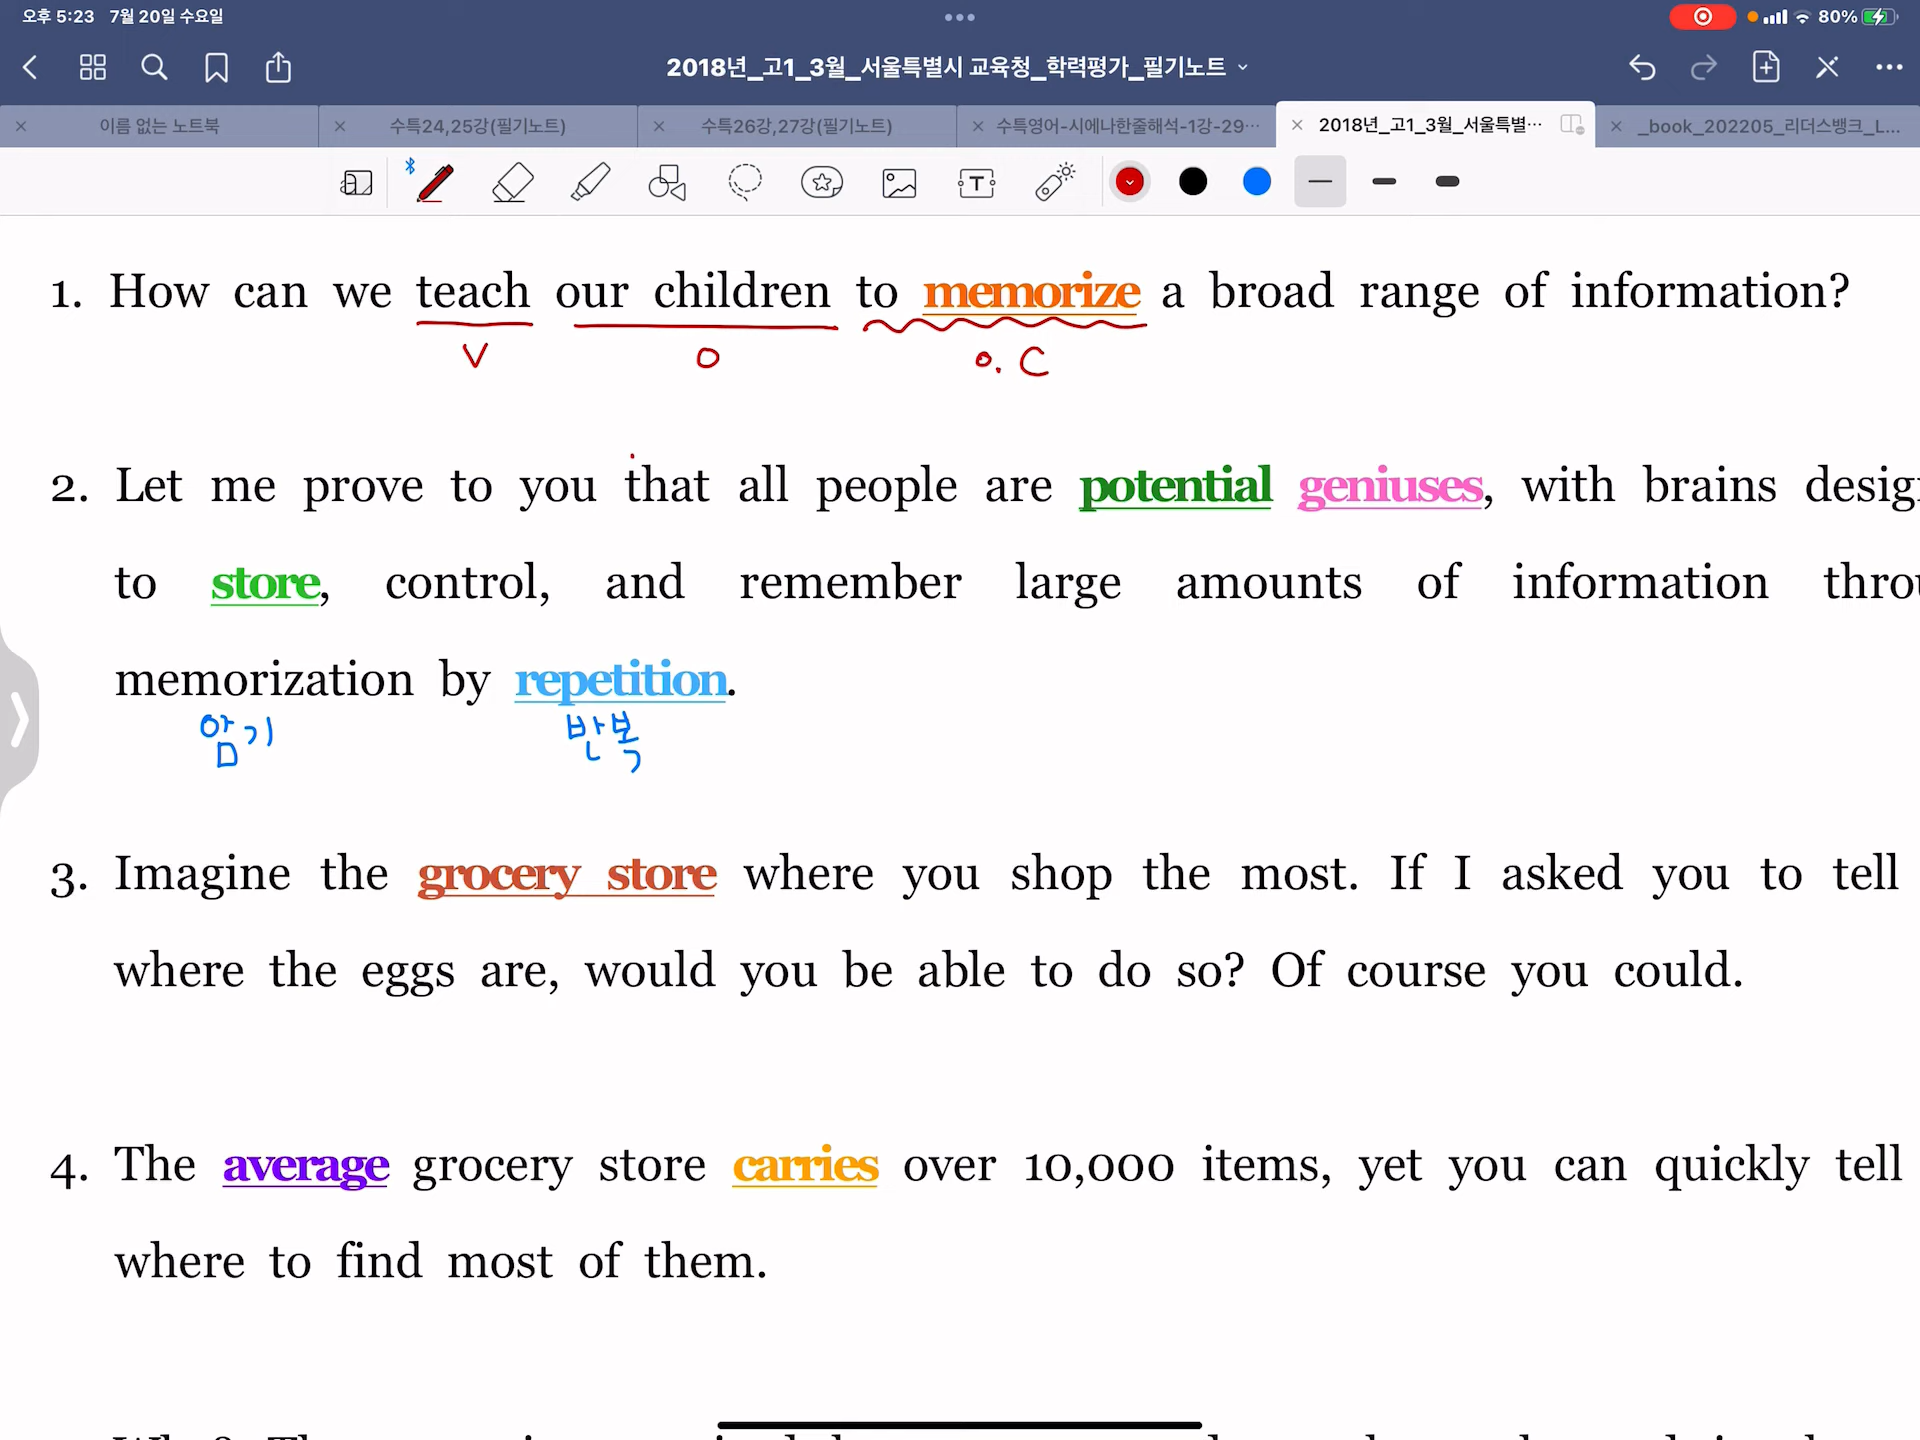 오후 5:23 7월 20일 수요일
80%
2018년_고1_3월_서울특별시 교육청_학력평가_필기노트
이름 없는 노트북
수특24,25강(필기노트)
수특26강,27강(필기노트)
수특영어-시에나한줄해석-1강-29…
2018년_고1_3월_서울특별…
_book_202205_리더스뱅크_L...
1. How can we teach our children to memorize a broad range of information?
V O O.C
2. Let me prove to you that all people are potential geniuses, with brains desig
to store, control, and remember large amounts of information throu
memorization by repetition.
암기 반복
3. Imagine the grocery store where you shop the most. If I asked you to tell
where the eggs are, would you be able to do so? Of course you could.
4. The average grocery store carries over 10,000 items, yet you can quickly tell
where to find most of them.